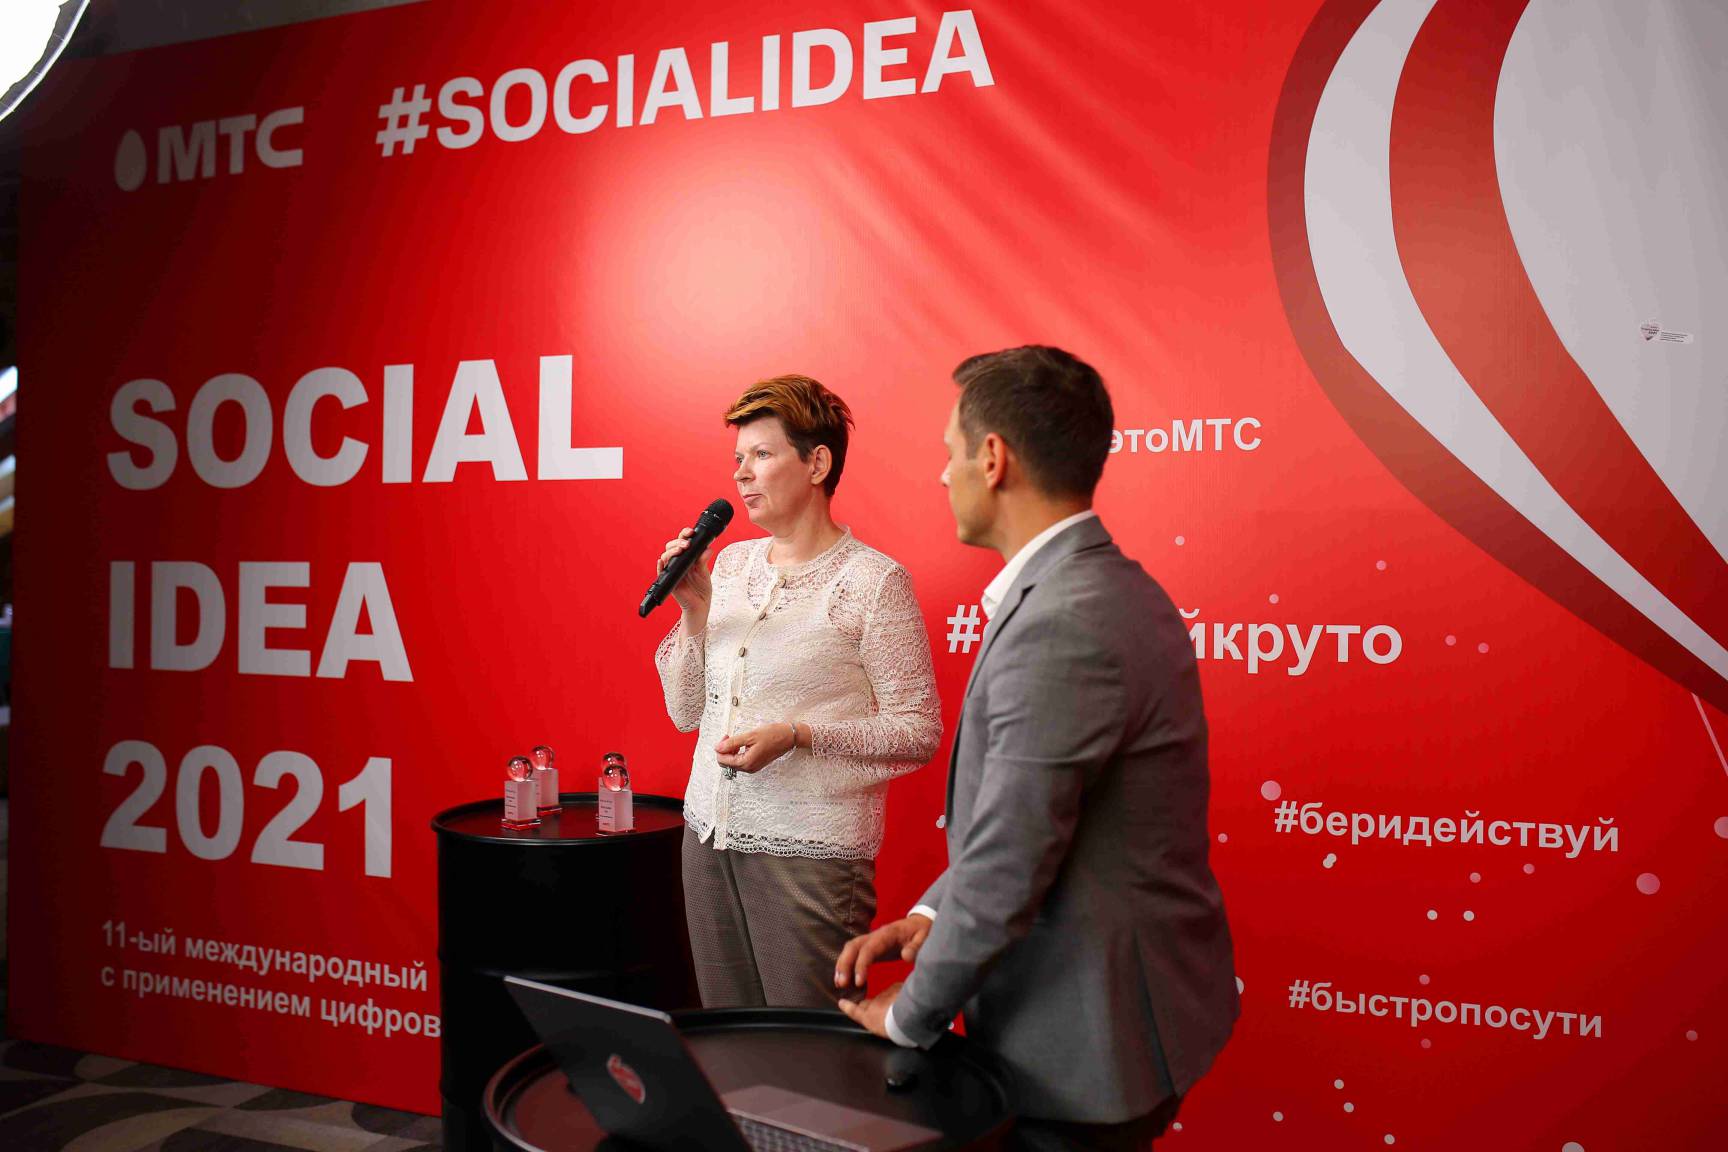 МТС
#SOCIALIDEA
SOCIAL
IDEA
2021
11-ый международный
с применением цифров
этоМТС
йкруто
#беридействуй
#быстропосути